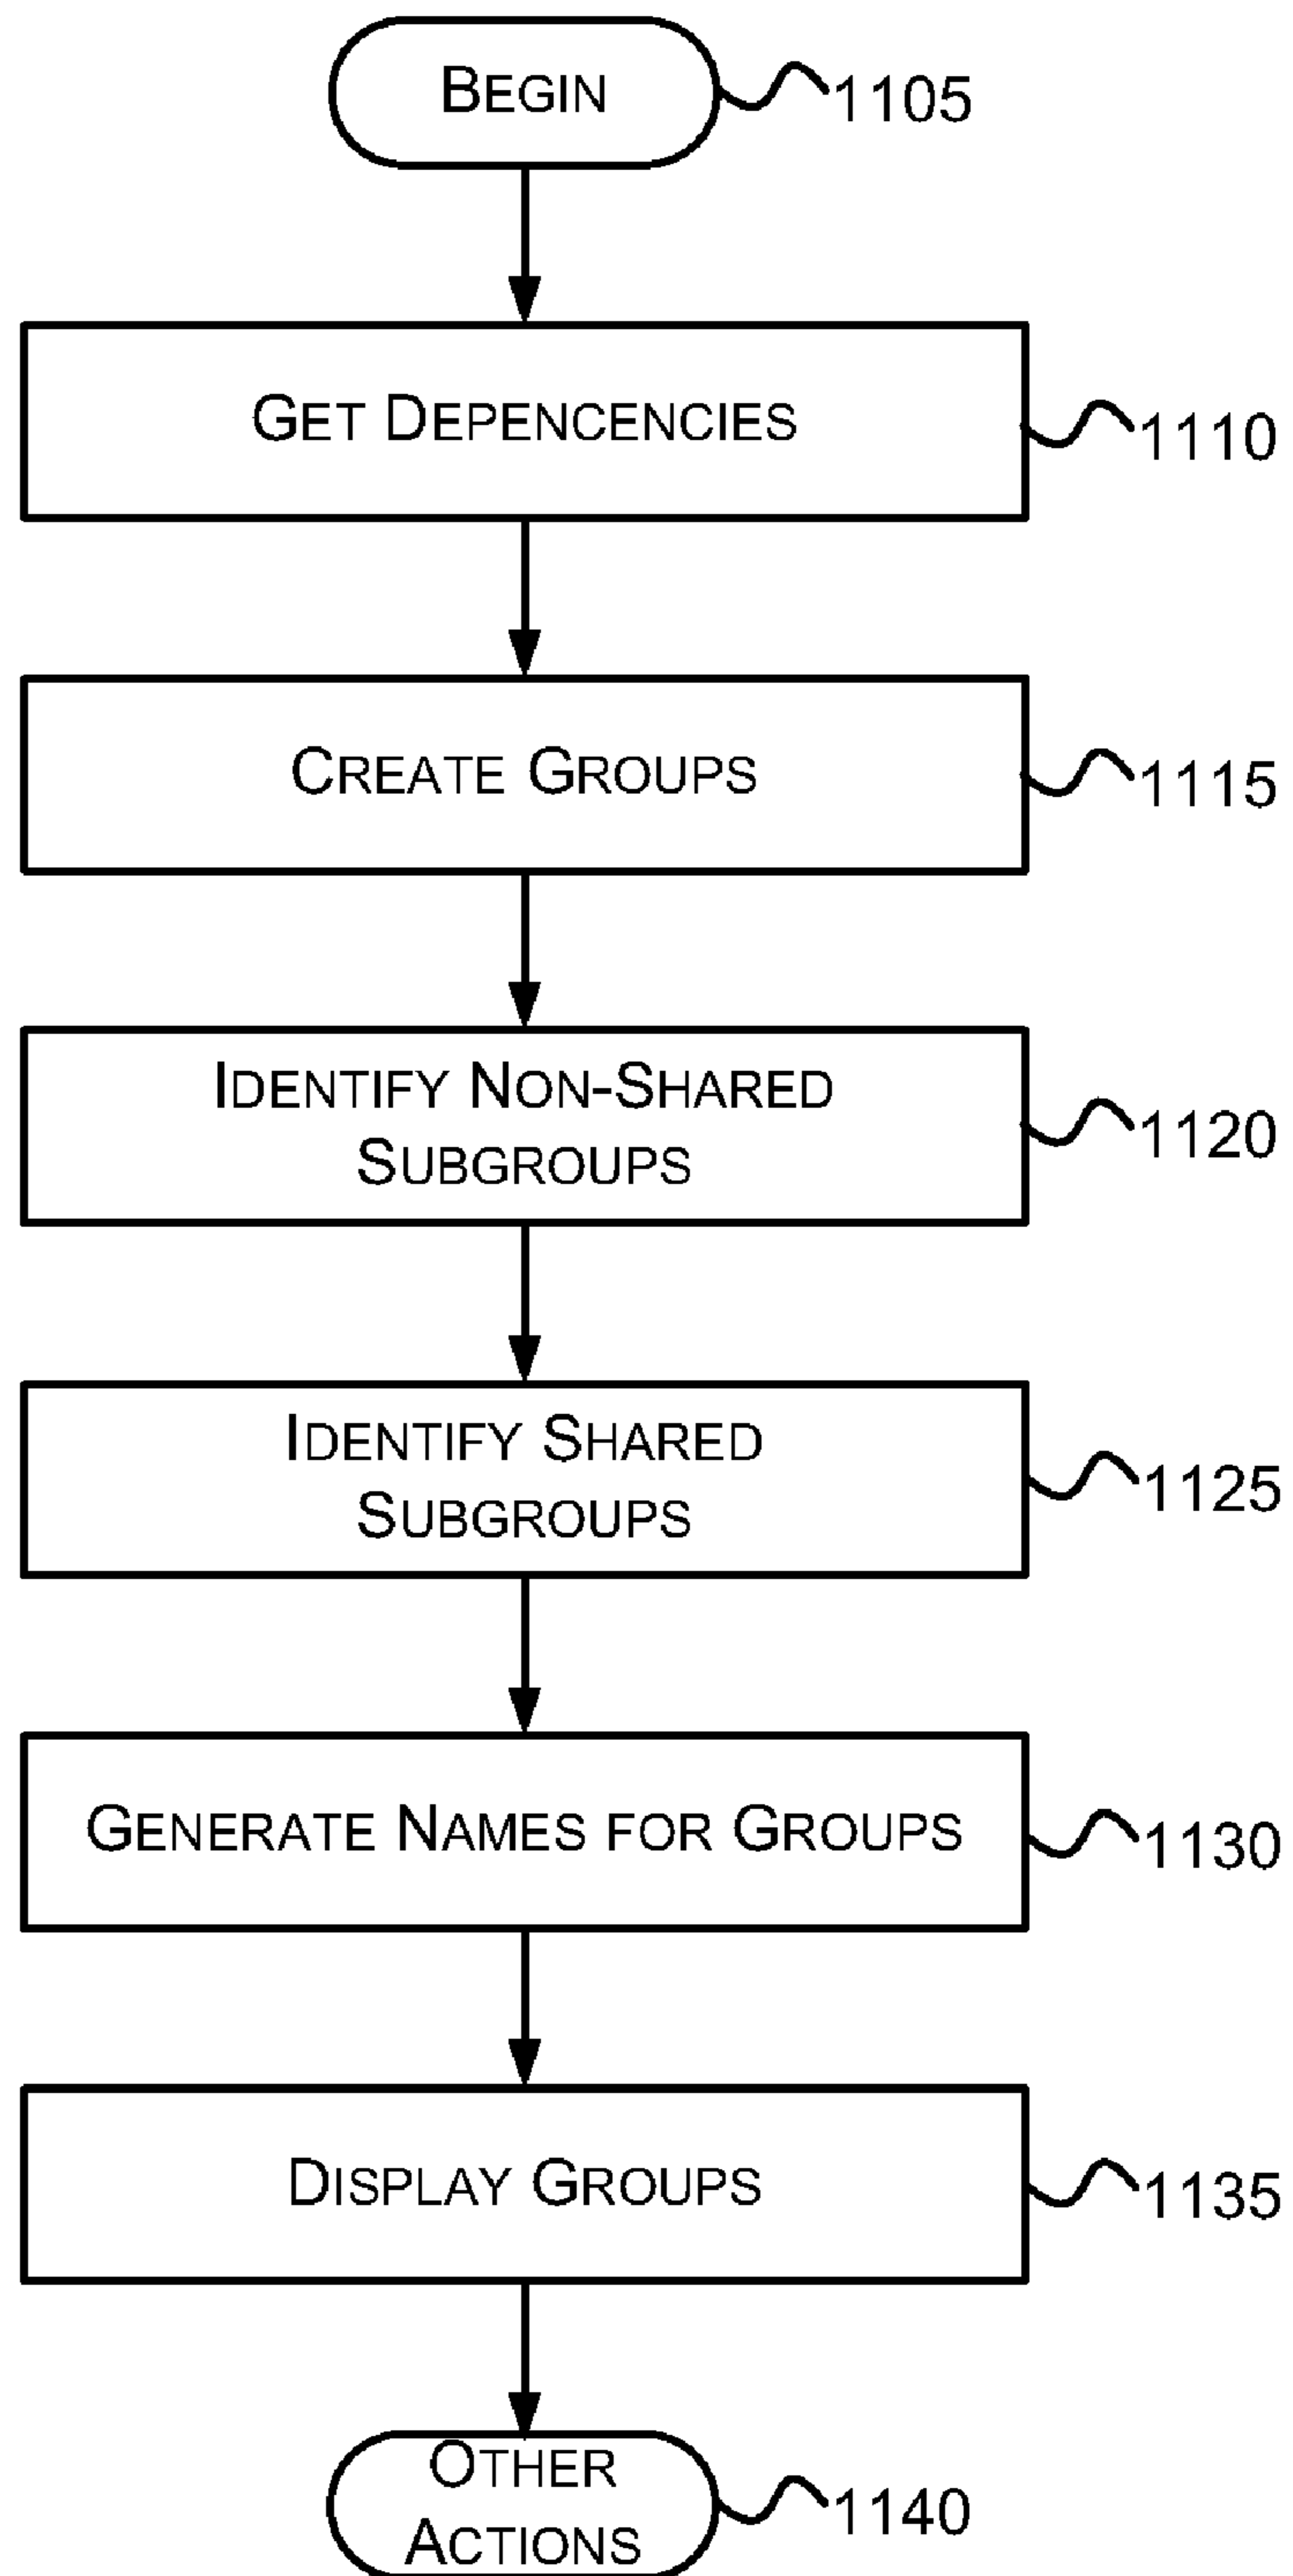 BEGIN
1105
GET DEPENCENCIES
1110
CREATE GROUPS
1115
IDENTIFY NON-SHARED
SUBGROUPS
1120
IDENTIFY SHARED
SUBGROUPS
1125
GENERATE NAMES FOR GROUPS
1130
DISPLAY GROUPS
1135
OTHER
ACTIONS
1140